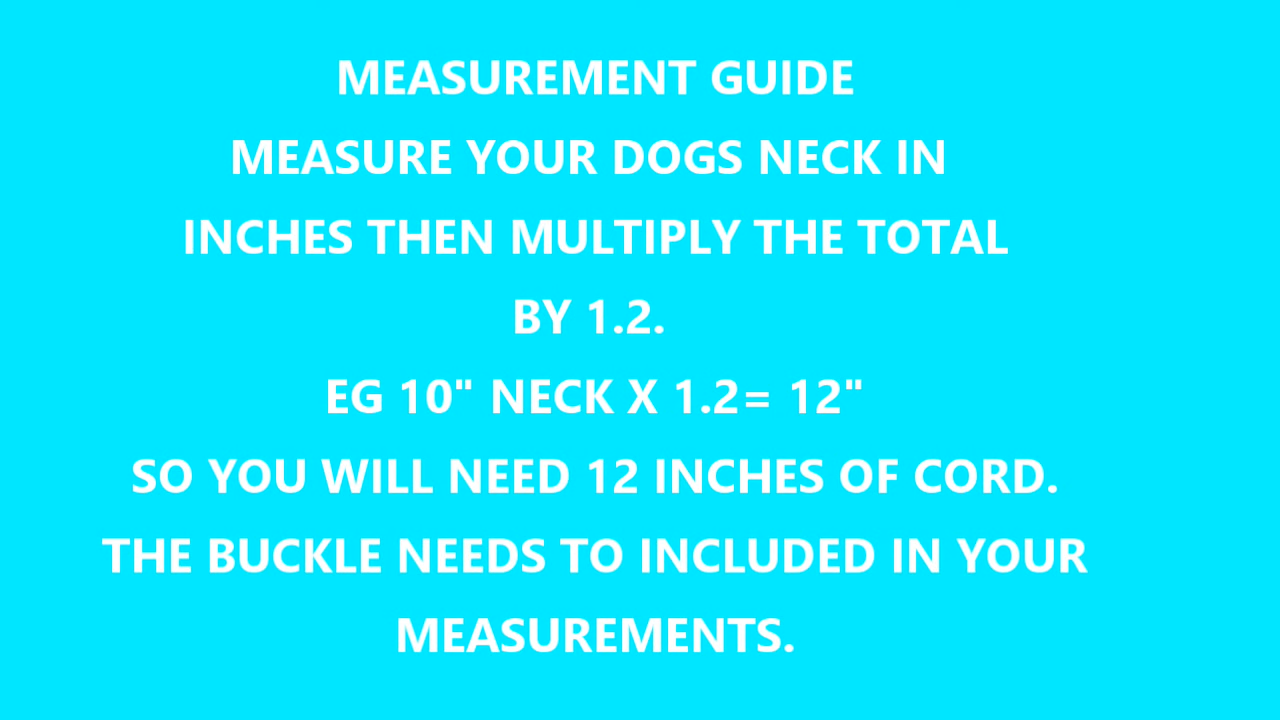 MEASUREMENT GUIDE
MEASURE YOUR DOGS NECK IN
INCHES THEN MULTIPLY THE TOTAL
BY 1.2.
EG 10" NECK X 1.2= 12"
SO YOU WILL NEED 12 INCHES OF CORD.
THE BUCKLE NEEDS TO INCLUDED IN YOUR
MEASUREMENTS.